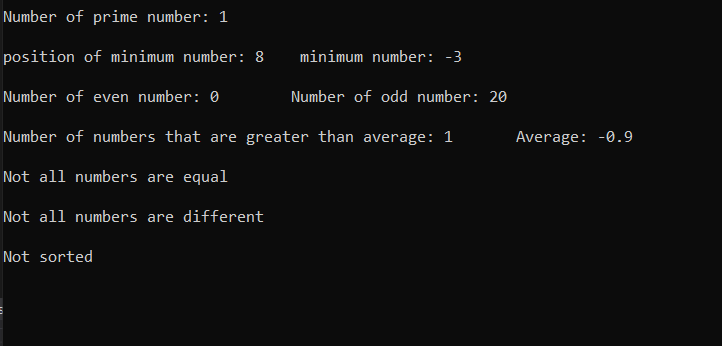 Number of prime number: 1
position of minimum number: 8    minimum number: -3
Number of even number: 0        Number of odd number: 20
Number of numbers that are greater than average: 1       Average: -0.9
Not all numbers are equal
Not all numbers are different
Not sorted